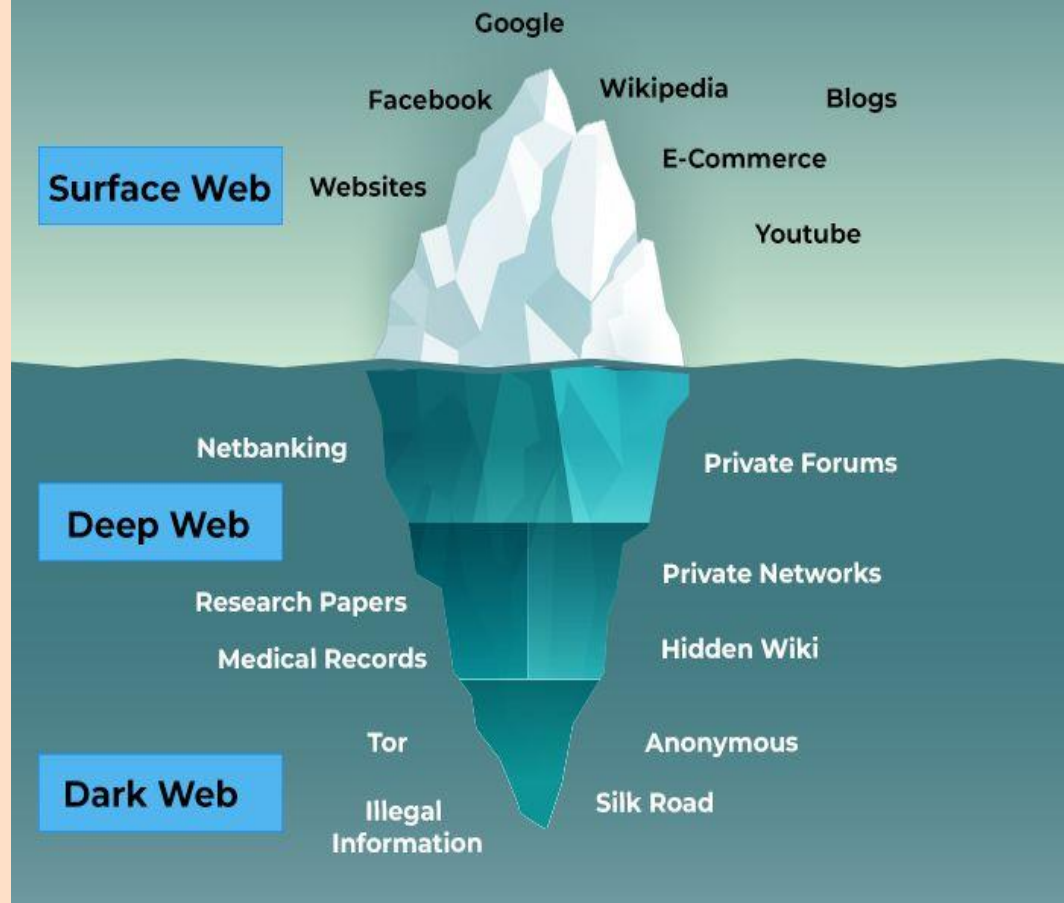 Google
Facebook
Wikipedia
Blogs
E-Commerce
Surface Web
Websites
Youtube
Netbanking
Private Forums
Deep Web
Private Networks
Research Papers
Hidden Wiki
Medical Records
Tor
Anonymous
Dark Web
Silk Road
Illegal
Information